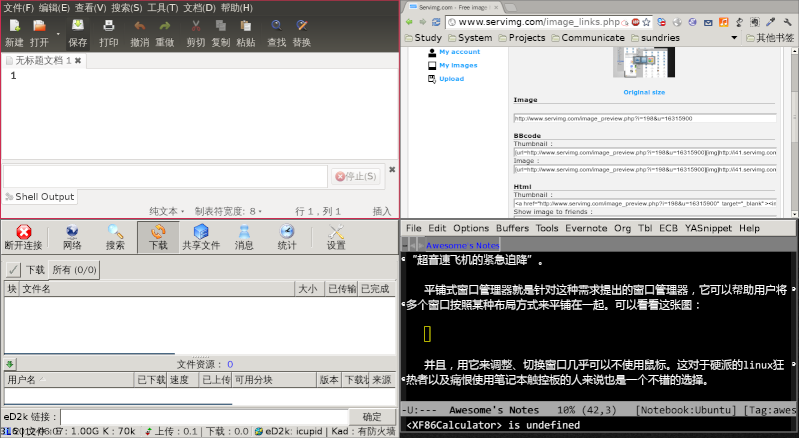 文件(F) 编辑(E) 查看(V) 搜索(S) 工具(T) 文档(D) 帮助(H)
新建 打开 保存 打印 撤消 重做 剪切 复制 粘贴 查找 替换
无标题文档 1
1
停止(S)
Shell Output
纯文本 制表符宽度: 8 行 1 , 列 1 插入
Servimg.com - Free image
www.servimg.com/image_links.php
Study System Projects Communicate sundries 其他书签
My account
My images
Upload
Original size
Image
http://www.servimg.com/image_preview.php?i=198&u=16315900
BBcode
Thumbnail :
[url=http://www.servimg.com/image_preview.php?i=198&u=16315900][img]http://i41.servimg.com
Image :
[url=http://www.servimg.com/image_preview.php?i=198&u=16315900][img]http://i41.servimg.com
Html
Thumbnail :
<a href="http://www.servimg.com/image_preview.php?i=198&u=16315900" target="_blank"><i
Show image to friends :
断开连接 网络 搜索 下载 共享文件 消息 统计 设置
下载 所有 (0/0)
块 文件名 大小 已传输 已完成
文件资源： 0
用户名 已下载 速度 已上传 可用分块 版本 下载状 来源
eD2k 链接： 确定
上传 : 0.1 | 下载 : 0.0 eD2k: icupid | Kad : 有防火墙
File Edit Options Buffers Tools Evernote Org Tbl ECB YASnippet Help
Awesome's Notes
“超音速飞机的紧急迫降”。
平铺式窗口管理器就是针对这种需求提出的窗口管理器，它可以帮助用户将
多个窗口按照某种布局方式来平铺在一起。可以看看这张图：
并且，用它来调整、切换窗口几乎可以不使用鼠标。这对于硬派的linux狂
热者以及痛恨使用笔记本触控板的人来说也是一个不错的选择。
-U:--- Awesome's Notes 10% (42,3) [Notebook:Ubuntu] [Tag:awes
<XF86Calculator> is undefined